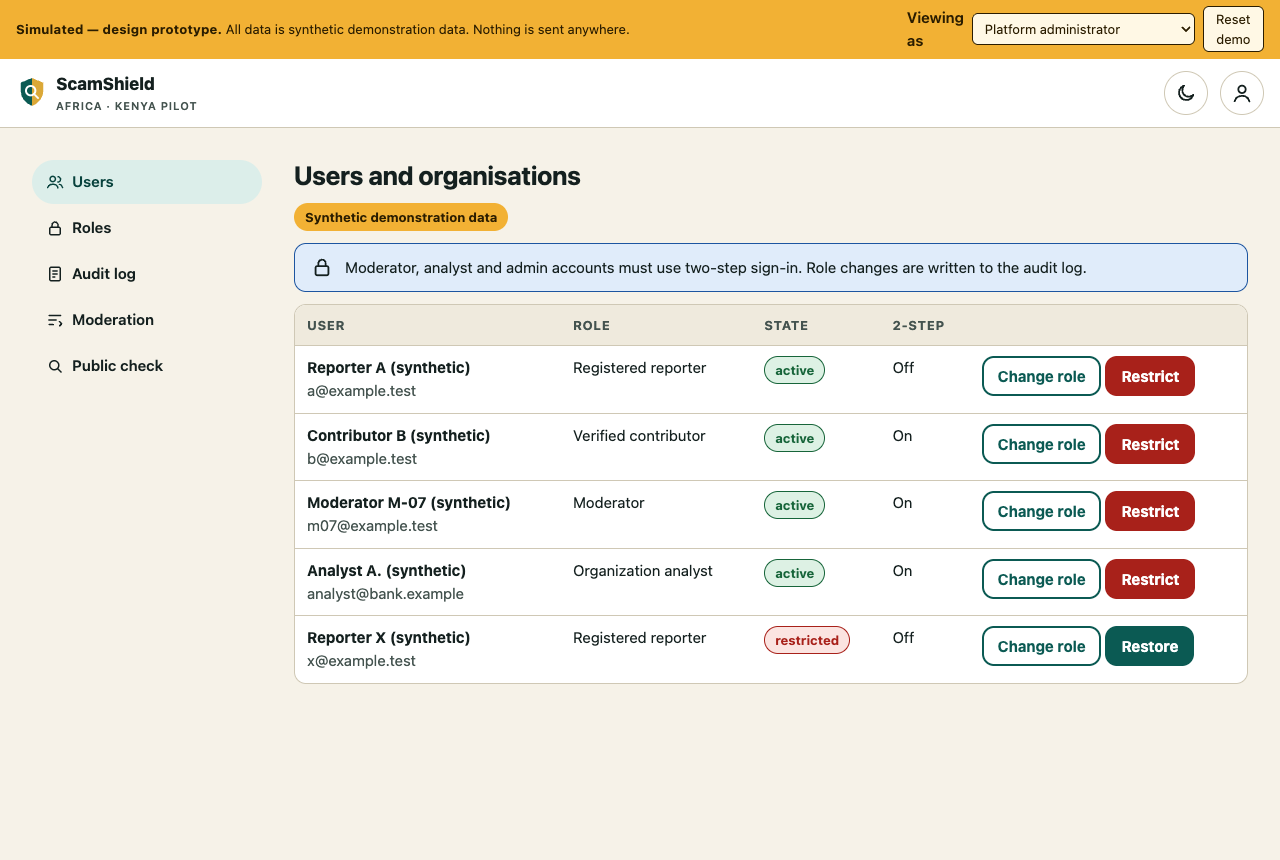 Simulated — design prototype. All data is synthetic demonstration data. Nothing is sent anywhere.
Viewing as
Platform administrator
Reset demo
ScamShield
AFRICA · KENYA PILOT
Users
Roles
Audit log
Moderation
Public check
Users and organisations
Synthetic demonstration data
Moderator, analyst and admin accounts must use two-step sign-in. Role changes are written to the audit log.
USER ROLE STATE 2-STEP
Reporter A (synthetic) Registered reporter active Off Change role Restrict
a@example.test
Contributor B (synthetic) Verified contributor active On Change role Restrict
b@example.test
Moderator M-07 (synthetic) Moderator active On Change role Restrict
m07@example.test
Analyst A. (synthetic) Organization analyst active On Change role Restrict
analyst@bank.example
Reporter X (synthetic) Registered reporter restricted Off Change role Restore
x@example.test